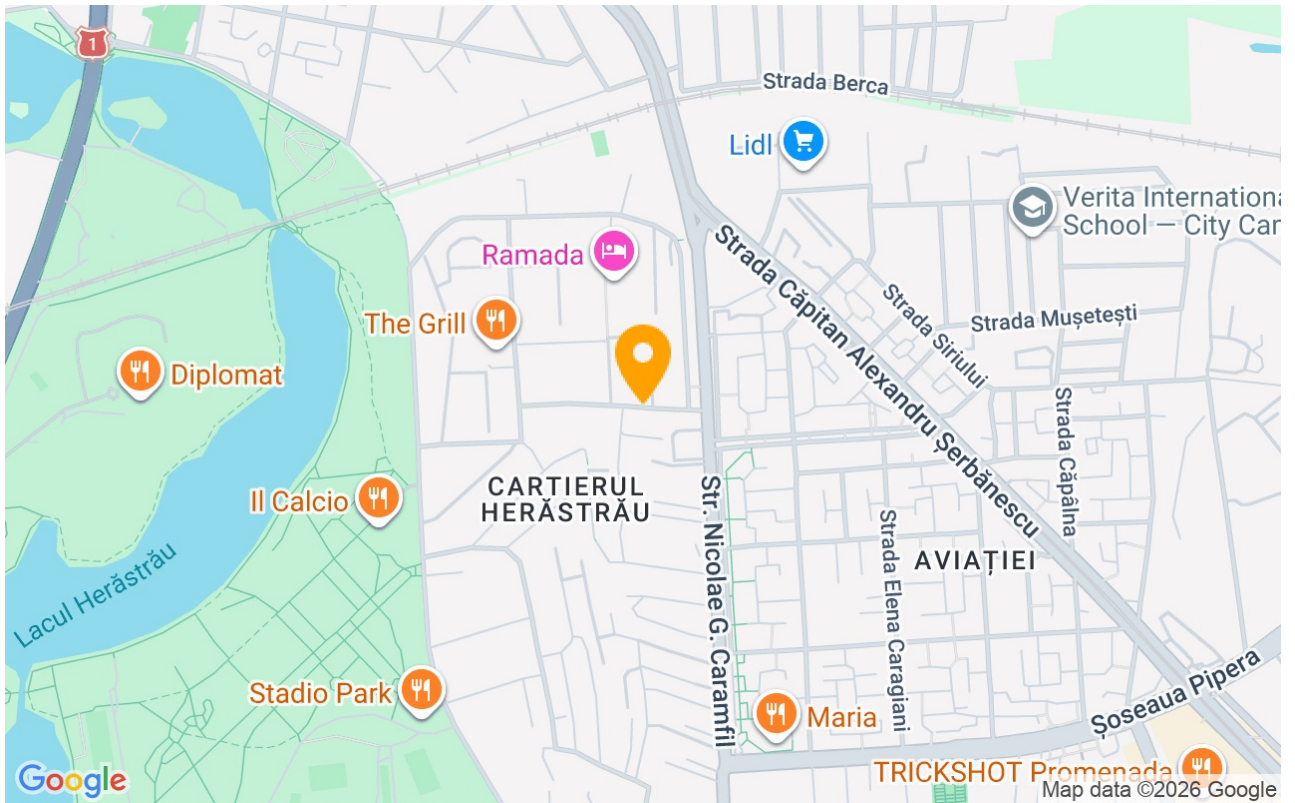 1
Strada Berca
Lidl
Verita Internationa
School — City Car
Ramada
Strada Căpitan Alexandru Șerbănescu
Strada Siriului
Strada Mușetești
The Grill
Diplomat
Strada Căpâlna
CARTIERUL
HERĂSTRĂU
Il Calcio
Str. Nicolae G. Caramfil
Strada Elena Caragiani
AVIAȚIEI
Lacul Herăstrău
Stadio Park
Maria
Șoseaua Pipera
TRICKSHOT Promenada
Google
Map data ©2026 Google